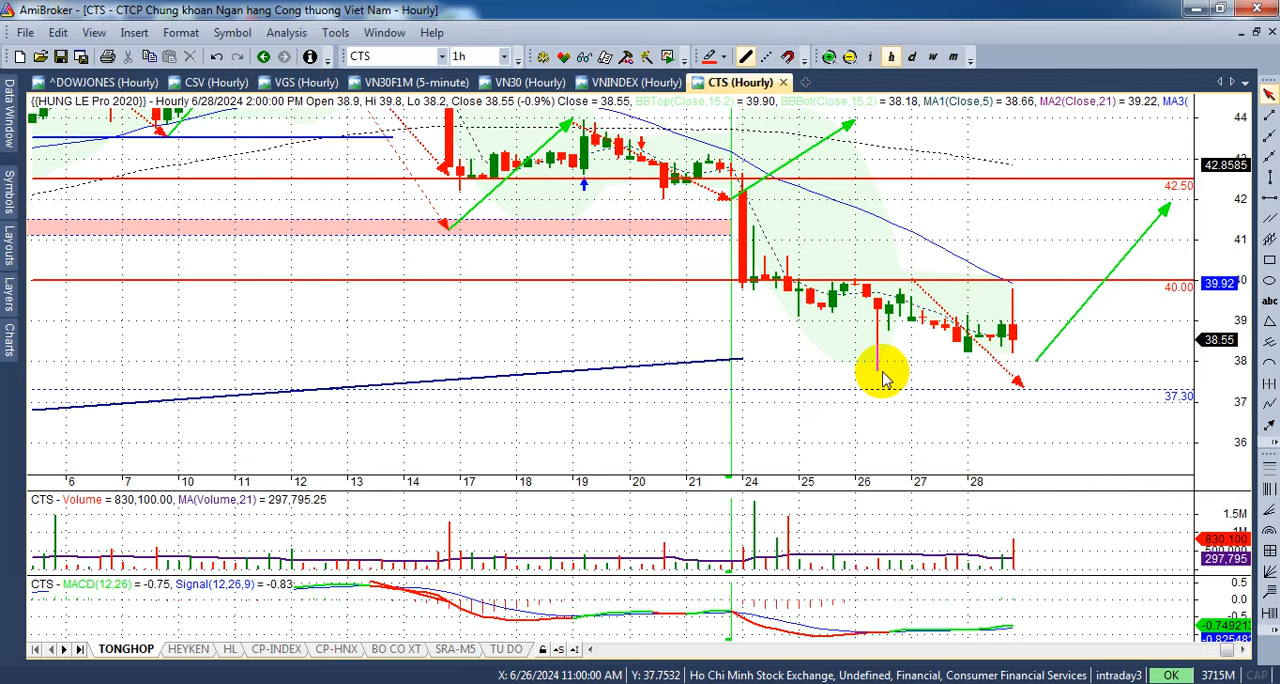 AmiBroker - [CTS - CTCP Chung khoan Ngan hang Cong thuong Viet Nam - Hourly]
File Edit View Insert Format Symbol Analysis Tools Window Help
CTS 1h i h d w m
^DOWJONES (Hourly) CSV (Hourly) VGS (Hourly) VN30F1M (5-minute) VN30 (Hourly) VNINDEX (Hourly) CTS (Hourly)
{{HUNG LE Pro 2020}} - Hourly 6/28/2024 2:00:00 PM Open 38.9, Hi 39.8, Lo 38.2, Close 38.55 (-0.9%) Close = 38.55, BBTop(Close,15,2) = 39.90, BBBot(Close,15,2) = 38.18, MA1(Close,5) = 38.66, MA2(Close,21) = 39.22, MA3(
Data Window
Symbols
Layouts
Layers
Charts
abc
44
42.8585
42.50
42
41
40.00
39.92
39
38.55
38
37.30
37
36
6 7 10 11 12 13 14 17 18 19 20 21 24 25 26 27 28
CTS - Volume = 830,100.00, MA(Volume,21) = 297,795.25
1.5M
830,100
297,795
CTS - MACD(12,26) = -0.75, Signal(12,26,9) = -0.83
0.5
0.0
TONGHOP HEYKEN HL CP-INDEX CP-HNX BO CO XT SRA-M5 TU DO
X: 6/26/2024 11:00:00 AM Y: 37.7532 Ho Chi Minh Stock Exchange, Undefined, Financial, Consumer Financial Services intraday3 OK 3715M CAP